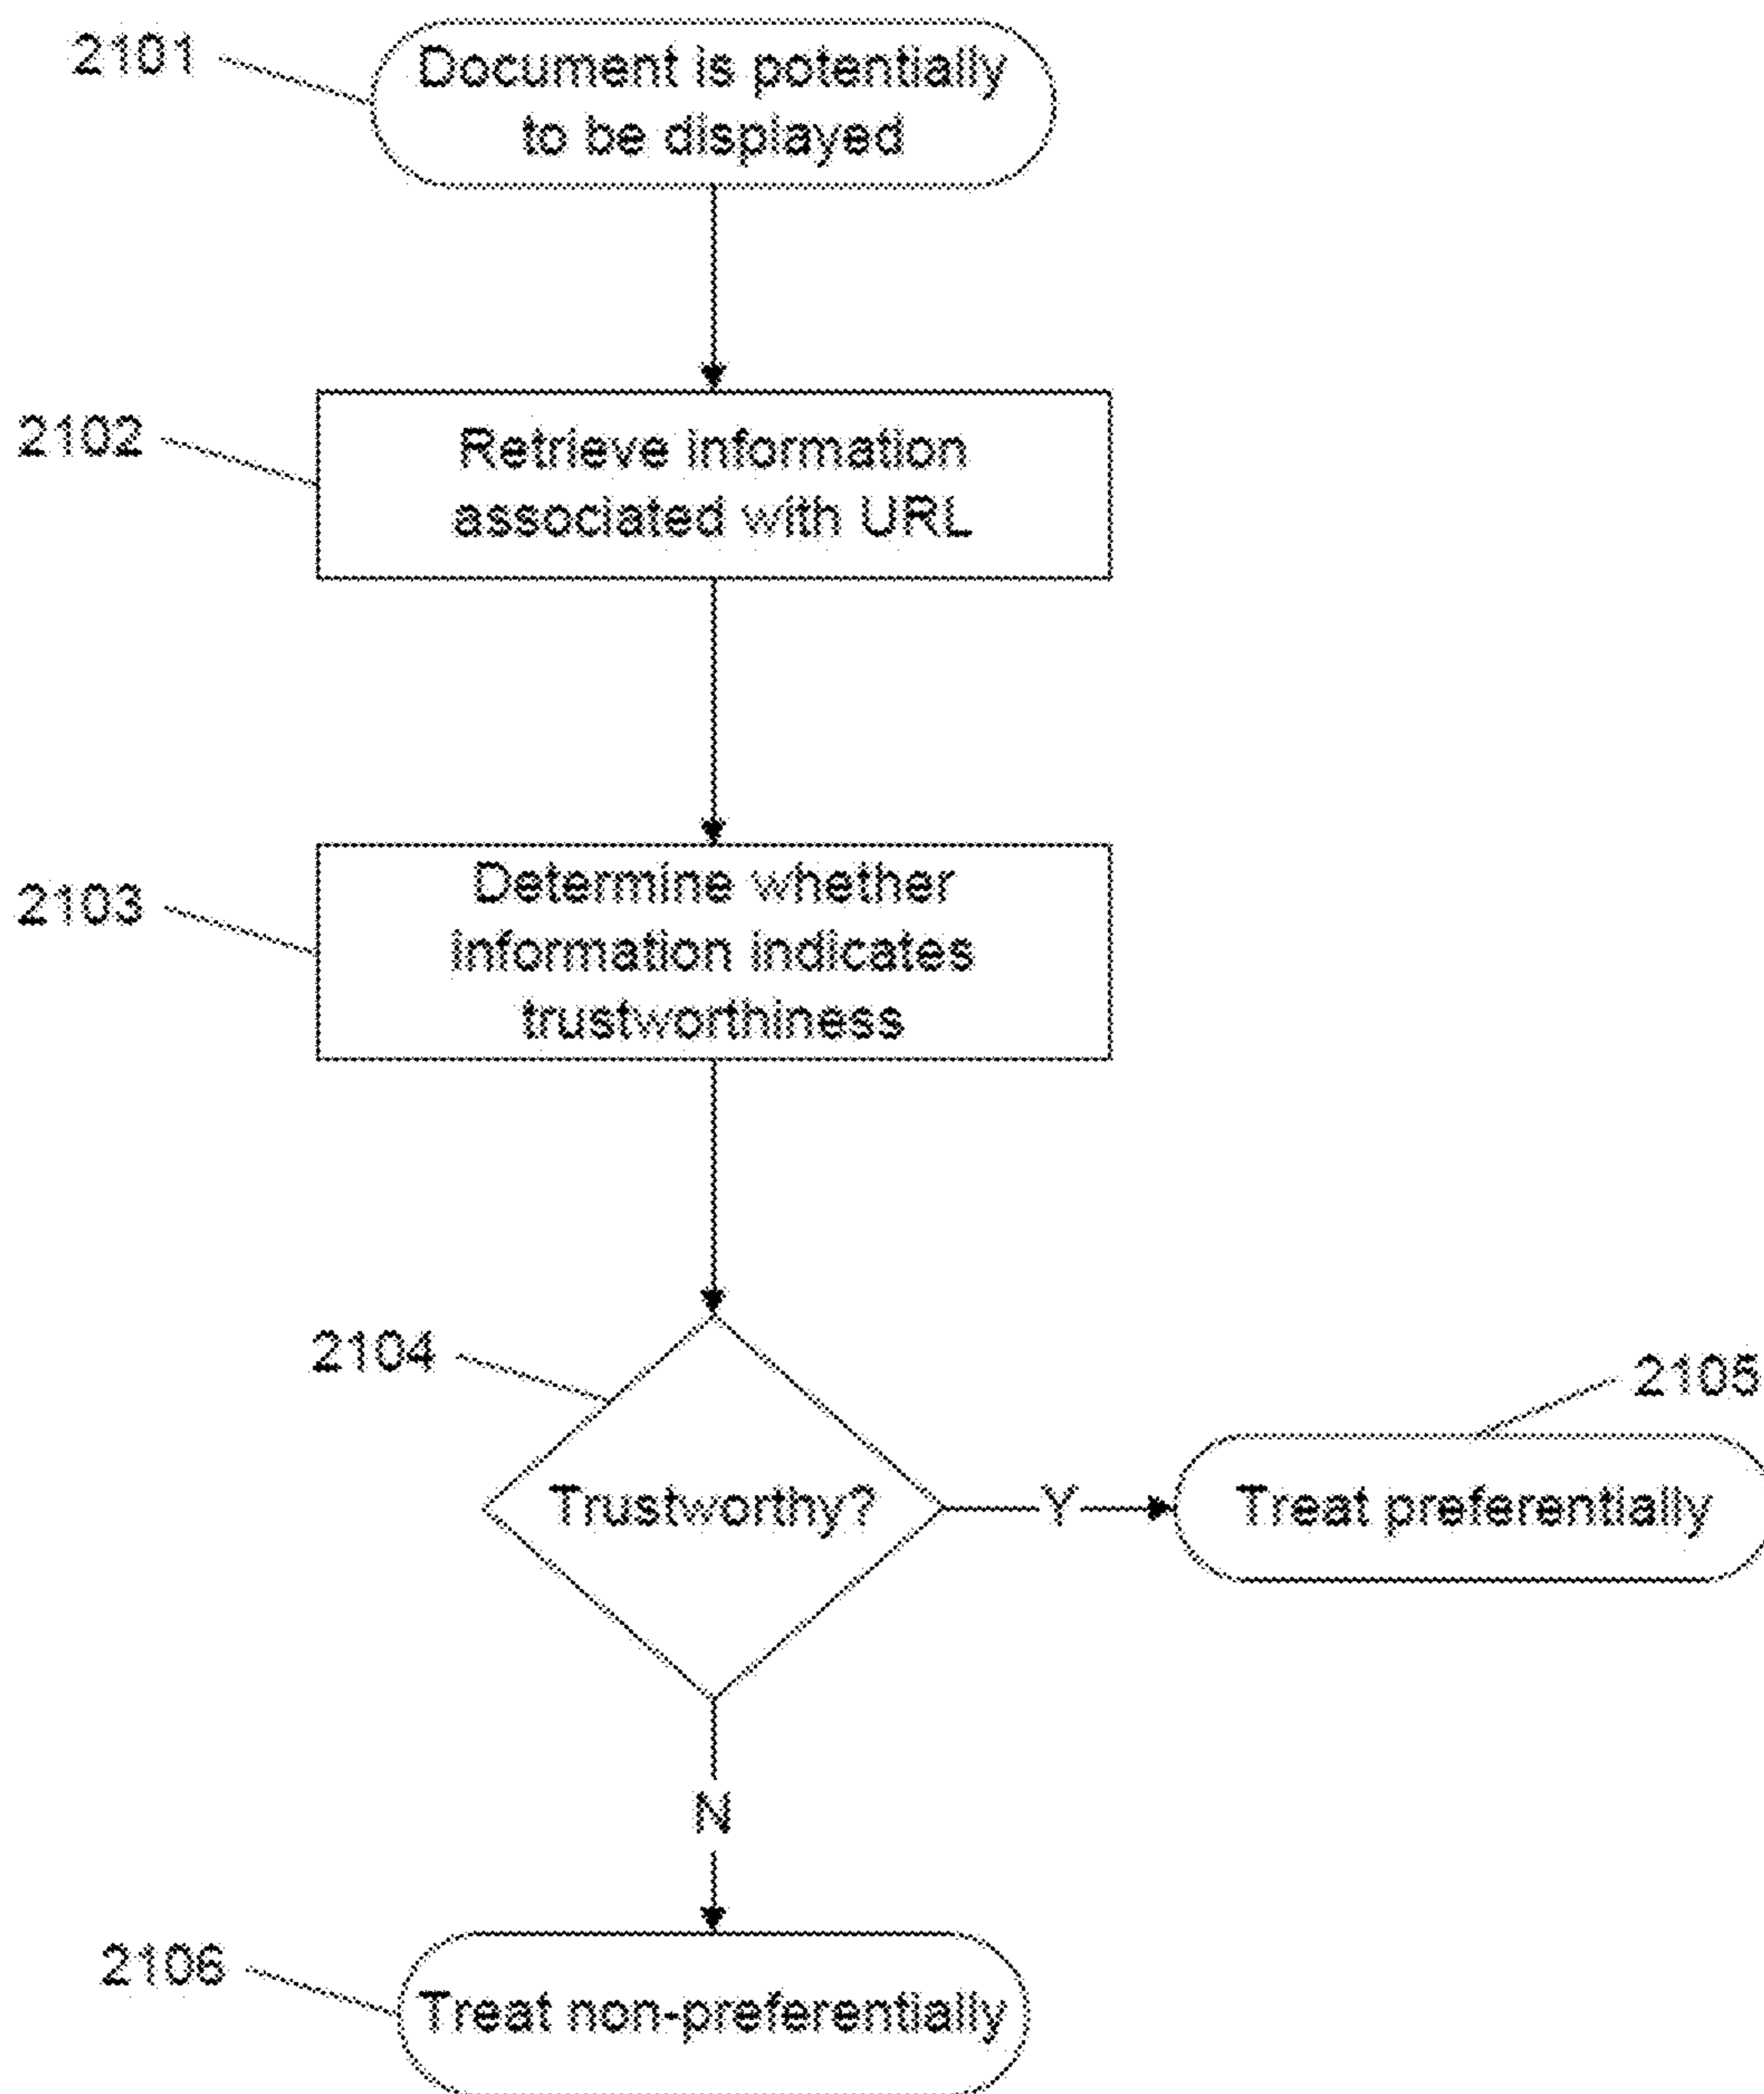 2101
Document is potentially
to be displayed
2102
Retrieve information
associated with URL
2103
Determine whether
information indicates
trustworthiness
2104
Trustworthy?
Y
2105
Treat preferentially
N
2106
Treat non-preferentially